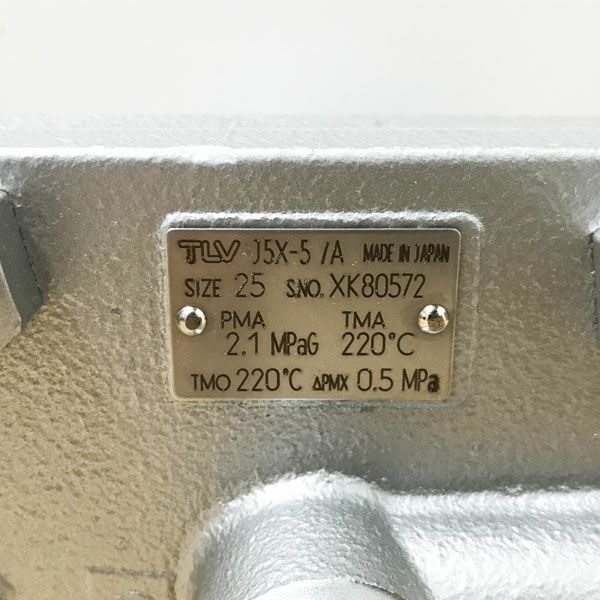 TLV J5X-5 /A MADE IN JAPAN
SIZE 25 S.NO. XK80572
PMA TMA
2.1 MPaG 220°C
TMO 220°C ΔPMX 0.5 MPa